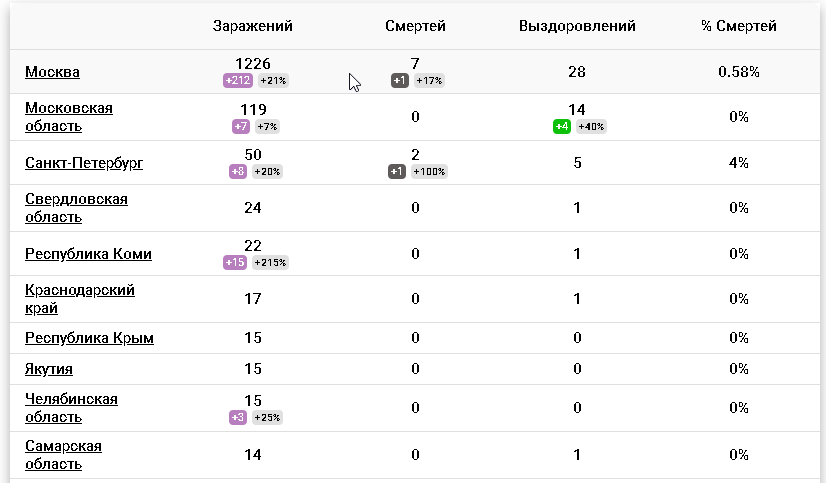 Заражений Смертей Выздоровлений % Смертей
Москва 1226 7 28 0.58%
+212 +21% +1 +17%
Московская область 119 0 14 0%
+7 +7% +4 +40%
Санкт-Петербург 50 2 5 4%
+8 +20% +1 +100%
Свердловская область 24 0 1 0%
Республика Коми 22 0 1 0%
+15 +215%
Краснодарский край 17 0 1 0%
Республика Крым 15 0 0 0%
Якутия 15 0 0 0%
Челябинская область 15 0 0 0%
+3 +25%
Самарская область 14 0 1 0%